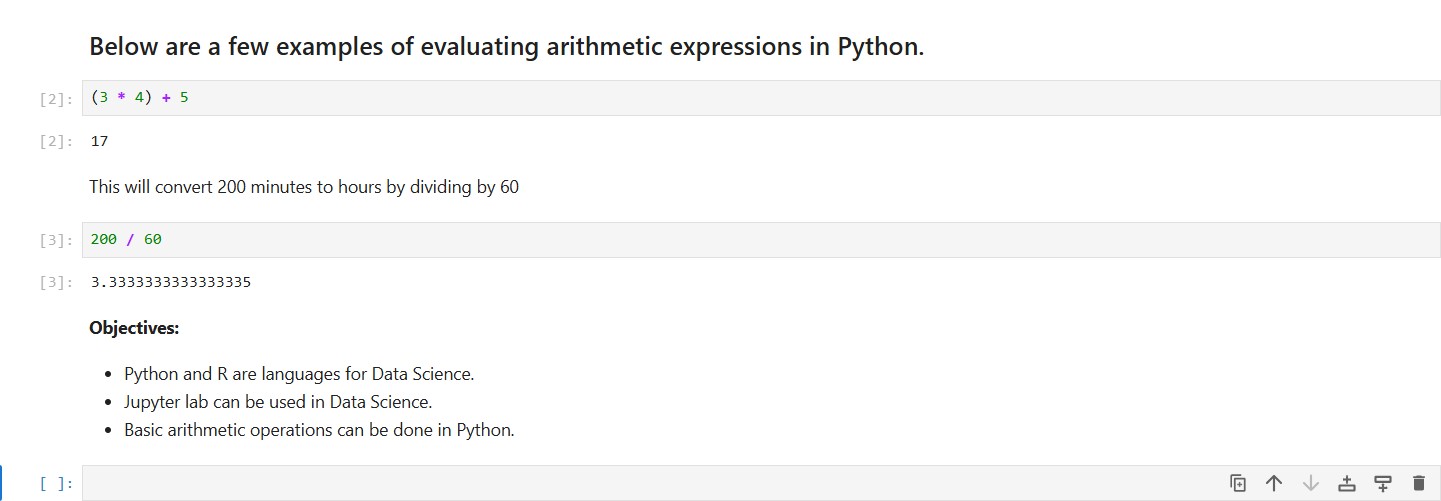 Below are a few examples of evaluating arithmetic expressions in Python.
[2]: (3 * 4) + 5
[2]: 17
This will convert 200 minutes to hours by dividing by 60
[3]: 200 / 60
[3]: 3.3333333333333335
Objectives:
• Python and R are languages for Data Science.
• Jupyter lab can be used in Data Science.
• Basic arithmetic operations can be done in Python.
[ ]: